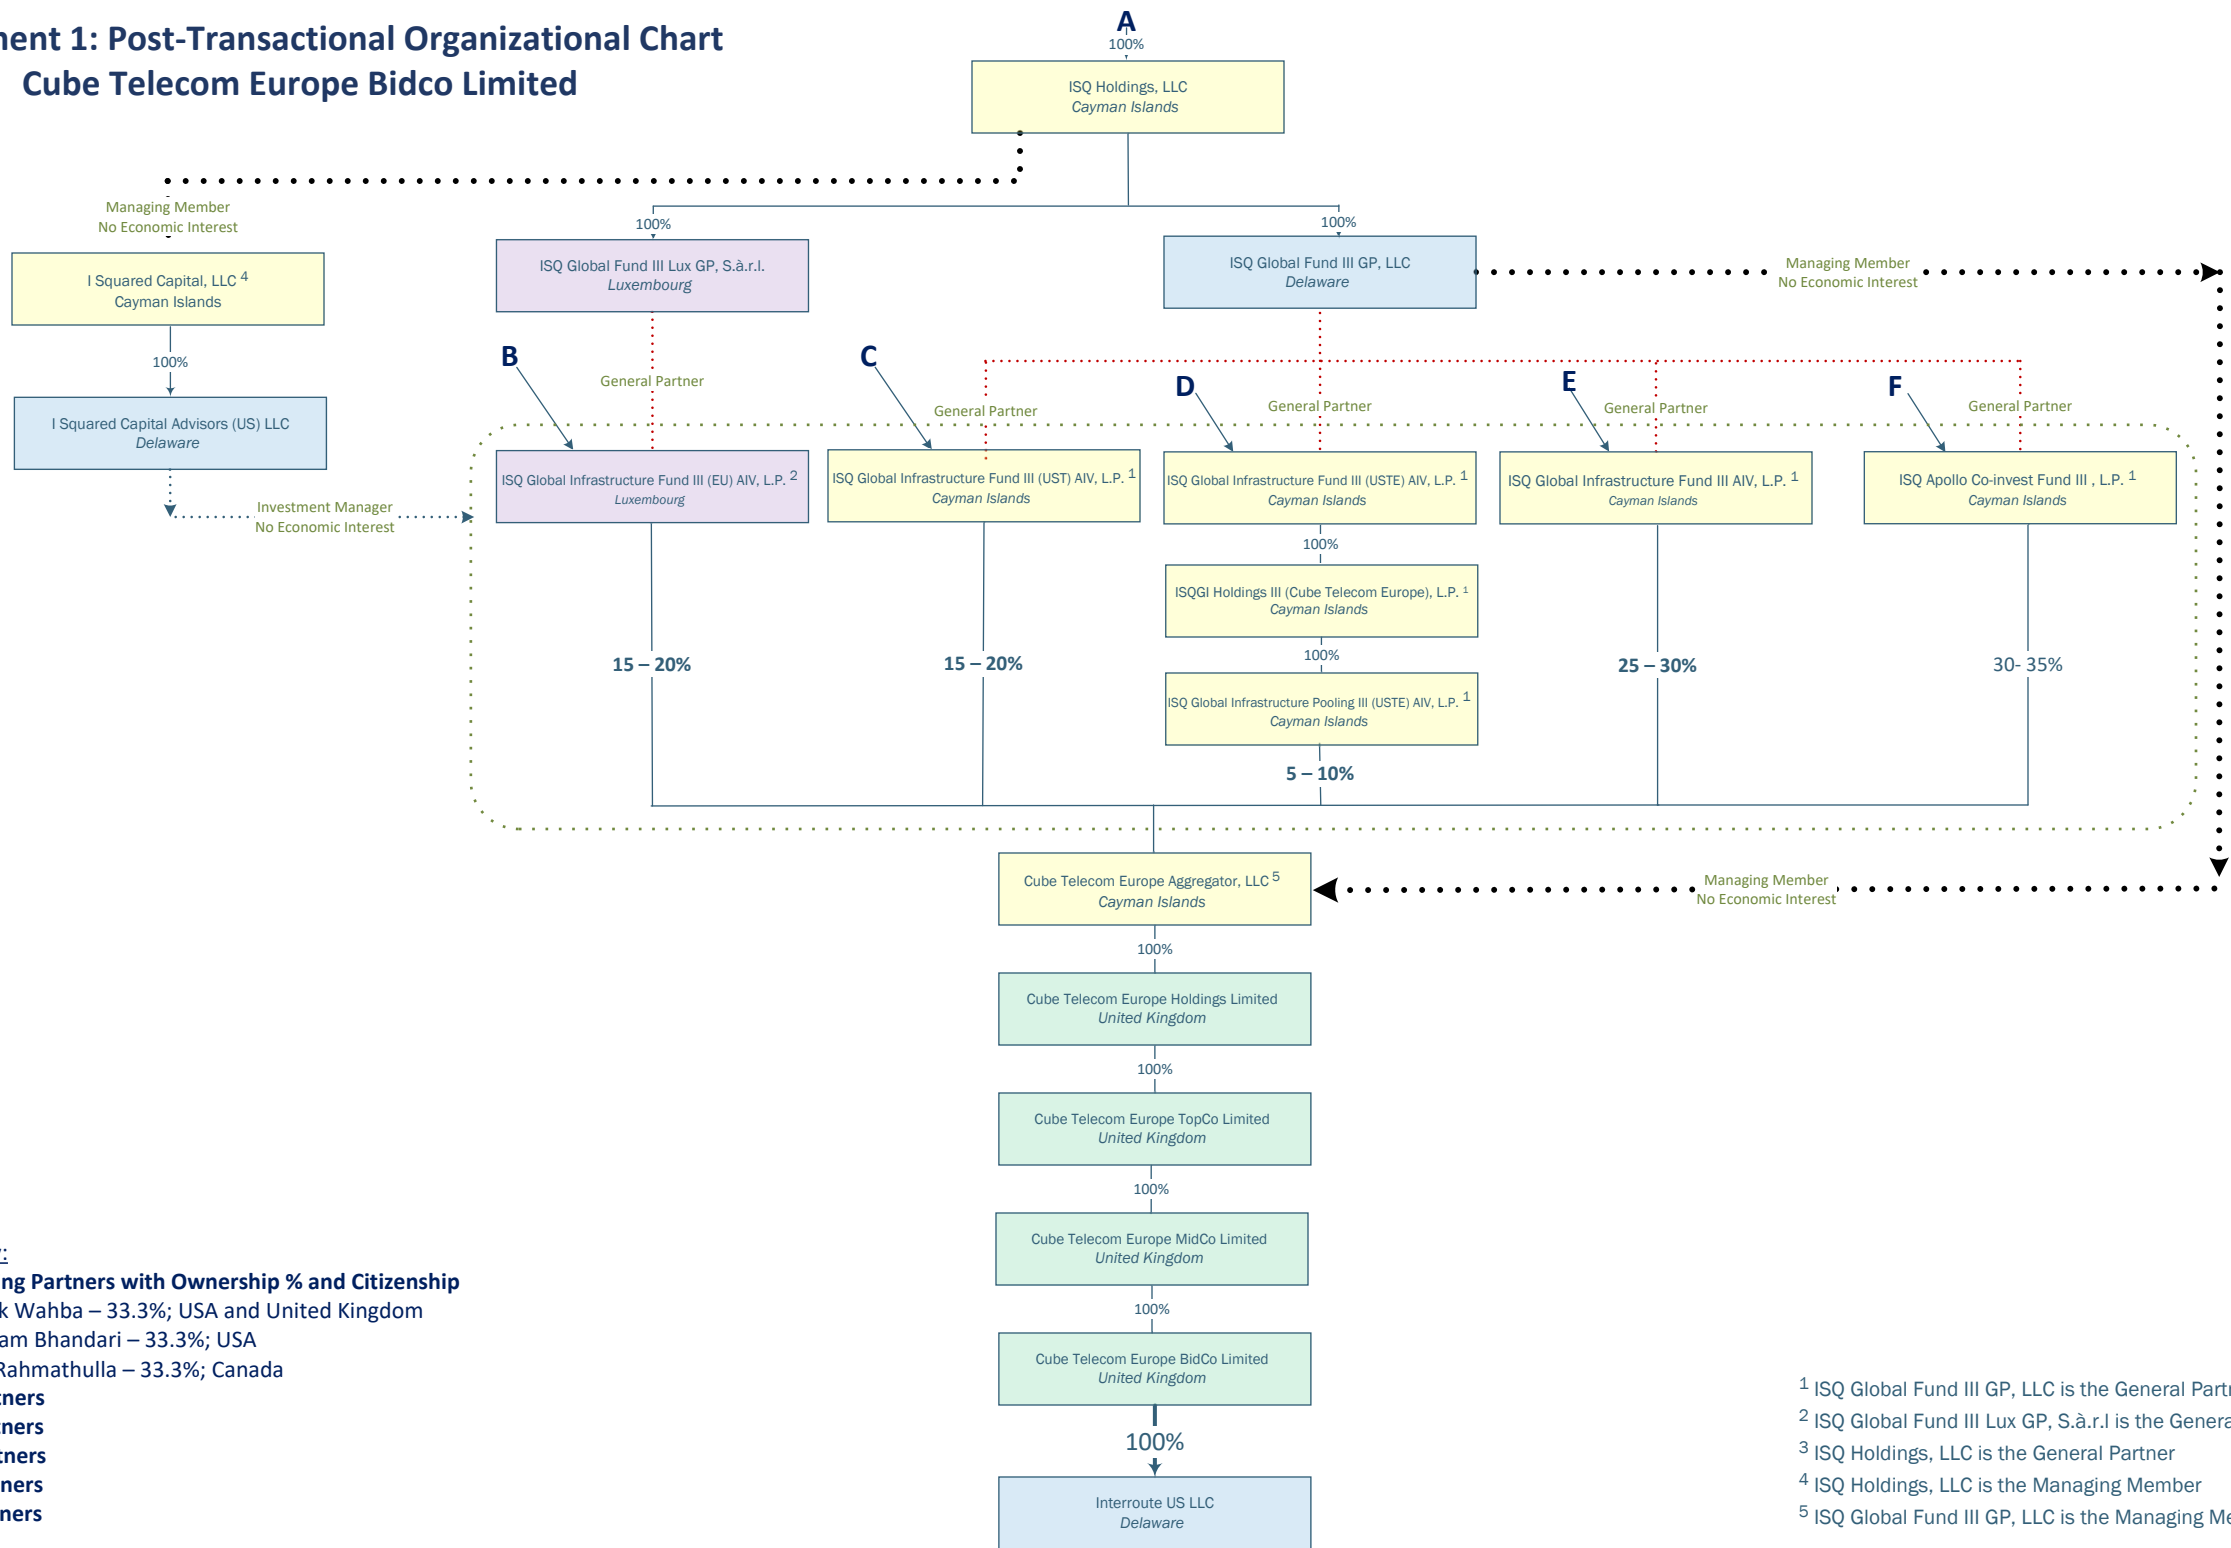 1: Post-Transactional Organizational Chart
Cube Telecom Europe Bidco Limited
A
100%
ISQ Holdings, LLC
Cayman Islands
Managing Member
No Economic Interest
100%
100%
I Squared Capital, LLC 4
Cayman Islands
ISQ Global Fund III Lux GP, S.à.r.l.
Luxembourg
ISQ Global Fund III GP, LLC
Delaware
Managing Member
No Economic Interest
100%
B
C
D
E
F
General Partner
General Partner
General Partner
General Partner
General Partner
I Squared Capital Advisors (US) LLC
Delaware
Investment Manager
No Economic Interest
ISQ Global Infrastructure Fund III (EU) AIV, L.P. 2
Luxembourg
ISQ Global Infrastructure Fund III (UST) AIV, L.P. 1
Cayman Islands
ISQ Global Infrastructure Fund III (USTE) AIV, L.P. 1
Cayman Islands
ISQ Global Infrastructure Fund III AIV, L.P. 1
Cayman Islands
ISQ Apollo Co-invest Fund III , L.P. 1
Cayman Islands
100%
ISQGI Holdings III (Cube Telecom Europe), L.P. 1
Cayman Islands
100%
ISQ Global Infrastructure Pooling III (USTE) AIV, L.P. 1
Cayman Islands
15 – 20%
15 – 20%
5 – 10%
25 – 30%
30- 35%
Cube Telecom Europe Aggregator, LLC 5
Cayman Islands
Managing Member
No Economic Interest
100%
Cube Telecom Europe Holdings Limited
United Kingdom
100%
Cube Telecom Europe TopCo Limited
United Kingdom
100%
Cube Telecom Europe MidCo Limited
United Kingdom
100%
Cube Telecom Europe BidCo Limited
United Kingdom
100%
Interroute US LLC
Delaware
Partners with Ownership % and Citizenship
Wahba – 33.3%; USA and United Kingdom
Bhandari – 33.3%; USA
Rahmathulla – 33.3%; Canada
1 ISQ Global Fund III GP, LLC is the General
2 ISQ Global Fund III Lux GP, S.à.r.l is the
3 ISQ Holdings, LLC is the General Partner
4 ISQ Holdings, LLC is the Managing Member
5 ISQ Global Fund III GP, LLC is the Managing